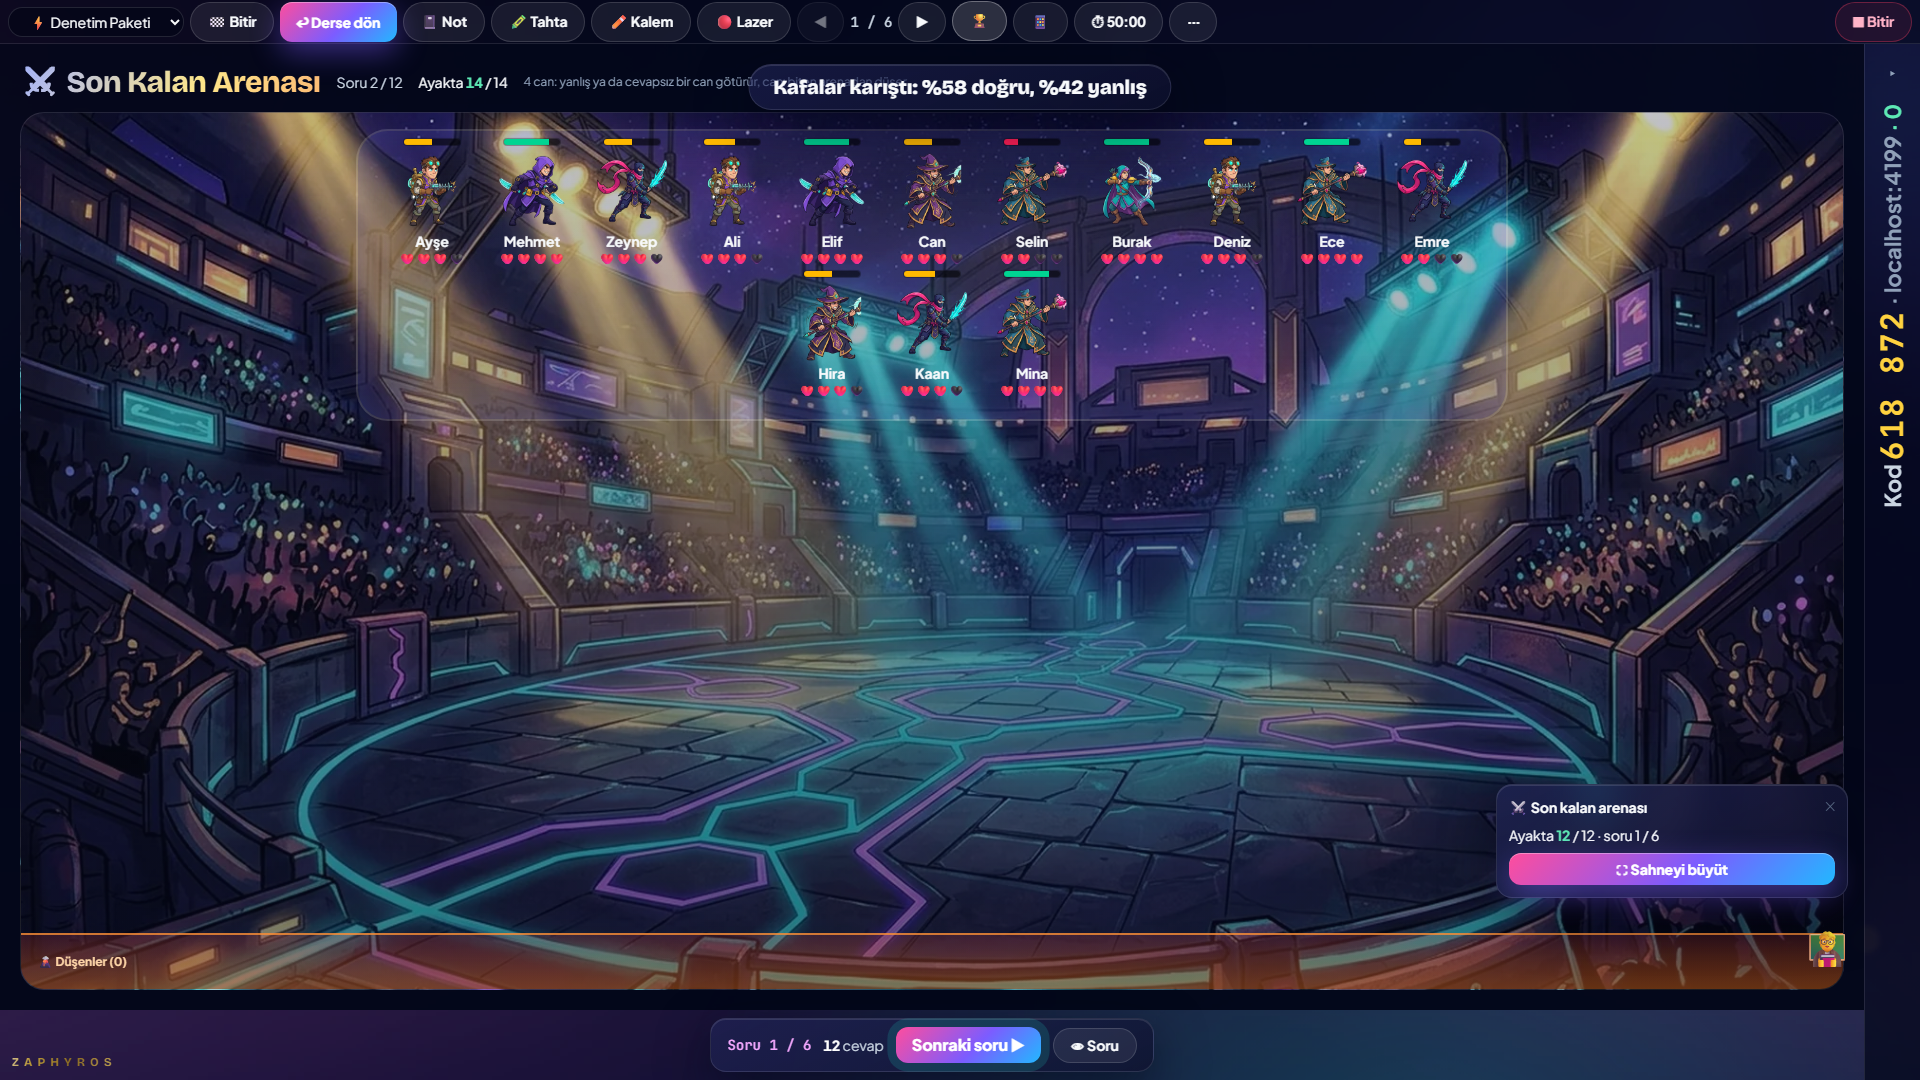 Denetim Paketi
Bitir
Derse dön
Not
Tahta
Kalem
Lazer
1 / 6
50:00
Bitir
Son Kalan Arenası
Soru 2 / 12
Ayakta 14 / 14
4 can: yanlış ya da cevapsız bir can götürür,
Kafalar karıştı: %58 doğru, %42 yanlış
Ayşe
Mehmet
Zeynep
Ali
Elif
Can
Selin
Burak
Deniz
Ece
Emre
Hira
Kaan
Mina
Kod 618 872 · localhost:4199 · 0
Son kalan arenası
Ayakta 12 / 12 · soru 1 / 6
Sahneyi büyüt
Düşenler (0)
Soru 1 / 6 12 cevap
Sonraki soru
Soru
ZAPHYROS